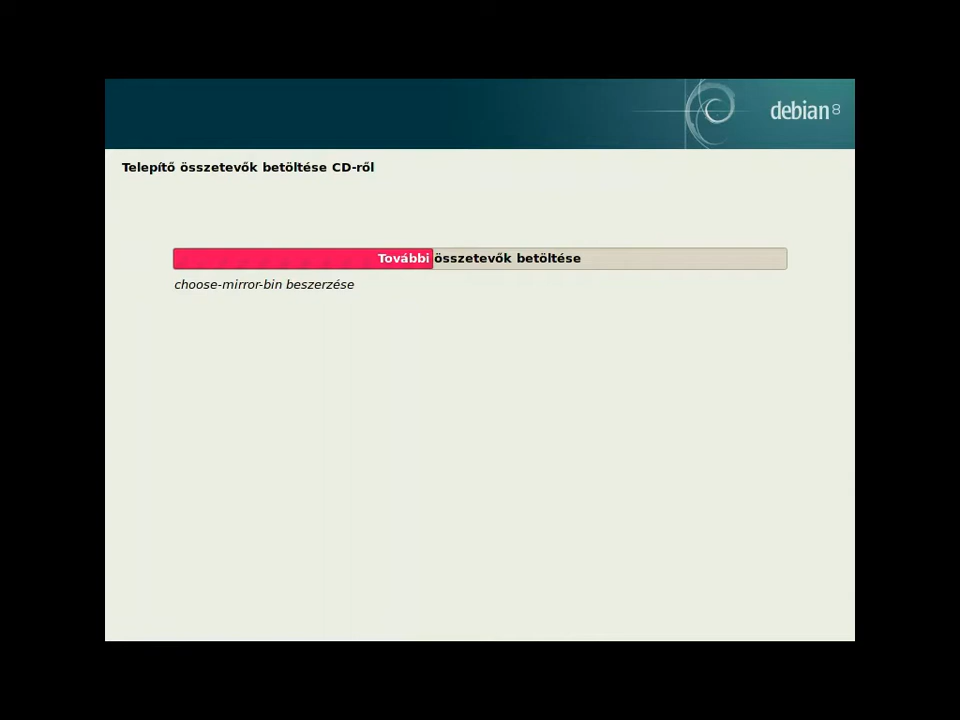 debian 8
Telepítő összetevők betöltése CD-ről
További összetevők betöltése
choose-mirror-bin beszerzése